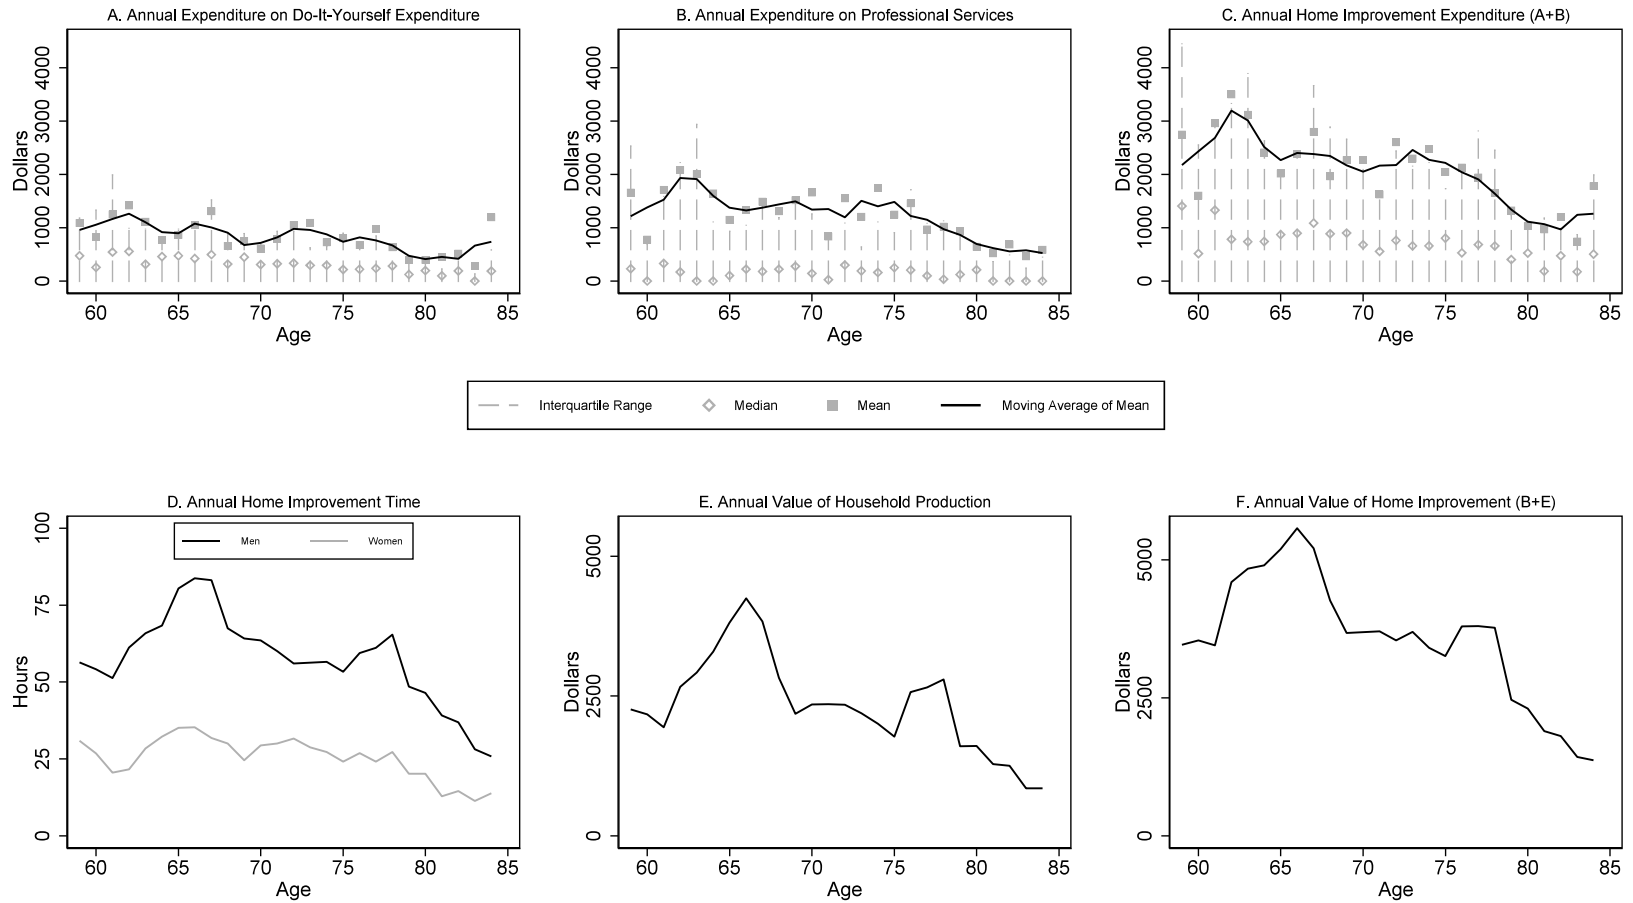 A. Annual Expenditure on Do-It-Yourself Expenditure
Dollars
0 1000 2000 3000 4000
60 65 70 75 80 85
Age
B. Annual Expenditure on Professional Services
Dollars
0 1000 2000 3000 4000
60 65 70 75 80 85
Age
C. Annual Home Improvement Expenditure (A+B)
Dollars
0 1000 2000 3000 4000
60 65 70 75 80 85
Age
Interquartile Range Median Mean Moving Average of Mean
D. Annual Home Improvement Time
Men Women
Hours
0 25 50 75 100
60 65 70 75 80 85
Age
E. Annual Value of Household Production
Dollars
0 2500 5000
60 65 70 75 80 85
Age
F. Annual Value of Home Improvement (B+E)
Dollars
0 2500 5000
60 65 70 75 80 85
Age